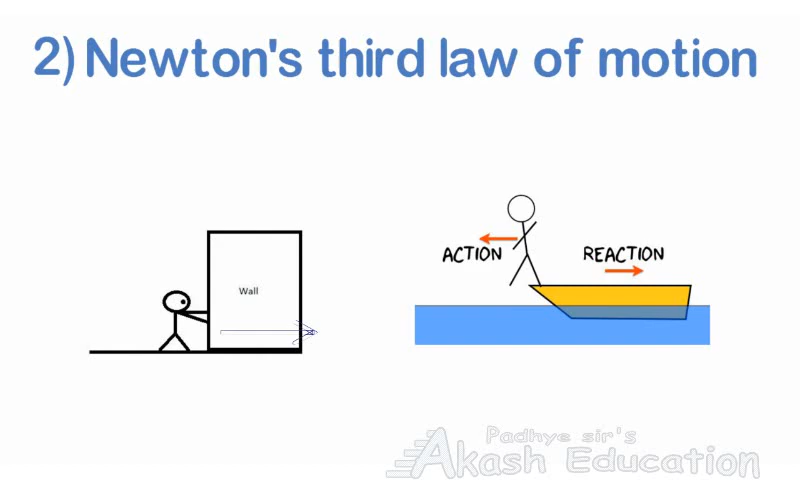 2) Newton's third law of motion
Wall
ACTION
REACTION
Padhye sir's
Akash Education